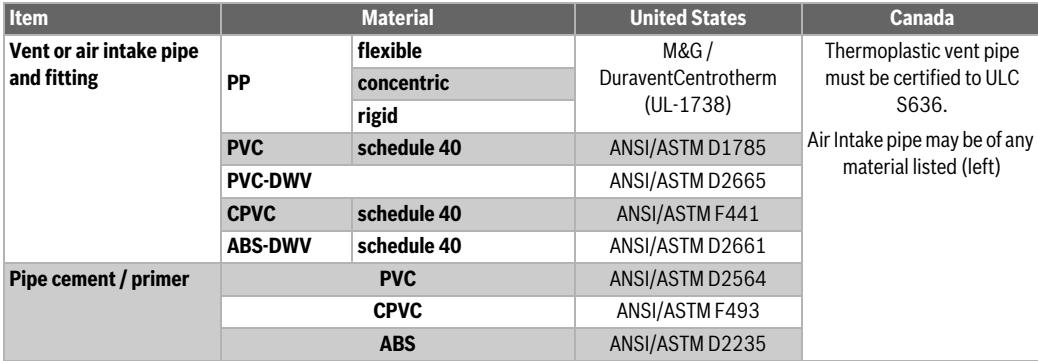 Item Material United States Canada
Vent or air intake pipe
and fitting
PP
flexible
concentric
rigid
M&G /
DuraventCentrotherm
(UL-1738)
Thermoplastic vent pipe
must be certified to ULC
S636.
Air Intake pipe may be of any
material listed (left)
PVC schedule 40 ANSI/ASTM D1785
PVC-DWV ANSI/ASTM D2665
CPVC schedule 40 ANSI/ASTM F441
ABS-DWV schedule 40 ANSI/ASTM D2661
Pipe cement / primer PVC ANSI/ASTM D2564
CPVC ANSI/ASTM F493
ABS ANSI/ASTM D2235